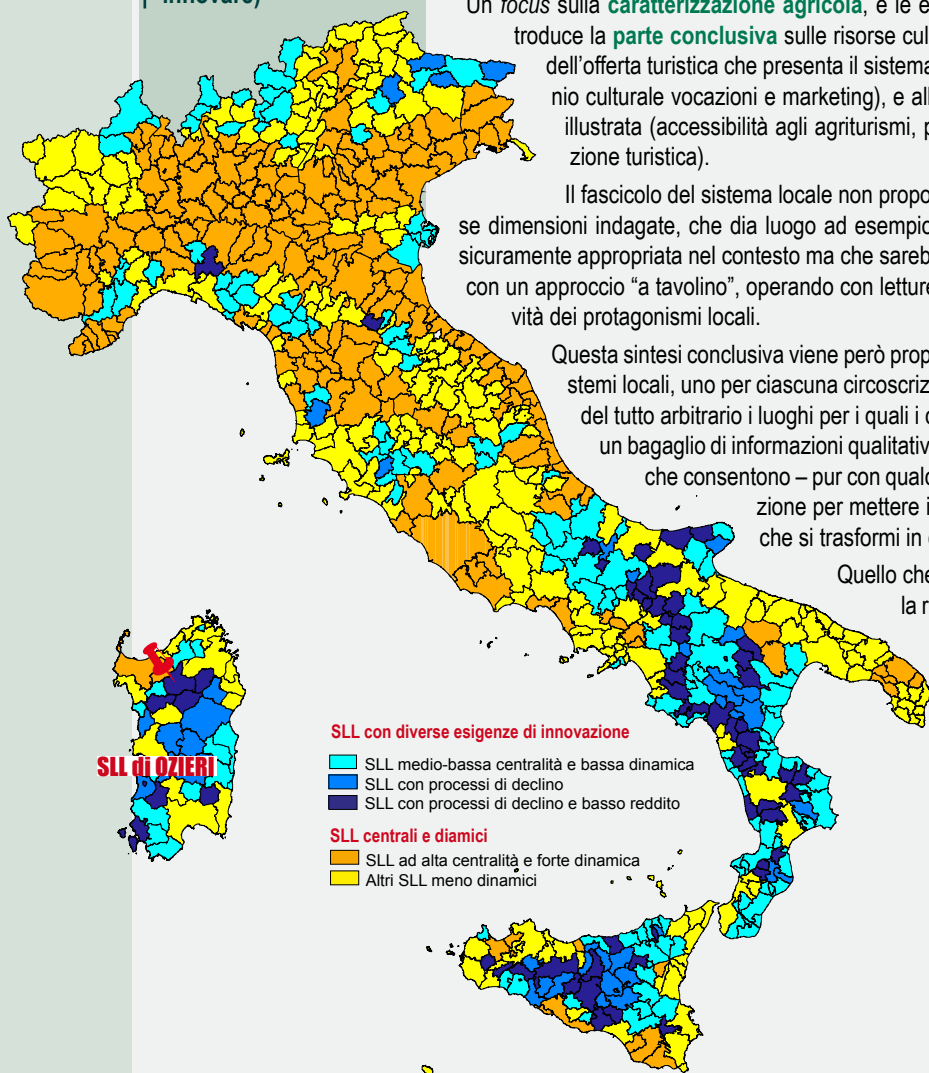 innovare)
Un focus sulla caratterizzazione agricola, e le e
troduce la parte conclusiva sulle risorse cul
dell’offerta turistica che presenta il sistema
nio culturale vocazioni e marketing), e all
illustrata (accessibilità agli agriturismi, p
zione turistica).
Il fascicolo del sistema locale non propo
se dimensioni indagate, che dia luogo ad esempio
sicuramente appropriata nel contesto ma che sareb
con un approccio “a tavolino”, operando con letture
vità dei protagonismi locali.
Questa sintesi conclusiva viene però prop
stemi locali, uno per ciascuna circoscriz
del tutto arbitrario i luoghi per i quali i
un bagaglio di informazioni qualitativ
che consentono – pur con qualc
zione per mettere i
che si trasformi in
Quello che
la r
SLL di OZIERI
SLL con diverse esigenze di innovazione
SLL medio-bassa centralità e bassa dinamica
SLL con processi di declino
SLL con processi di declino e basso reddito
SLL centrali e diamici
SLL ad alta centralità e forte dinamica
Altri SLL meno dinamici